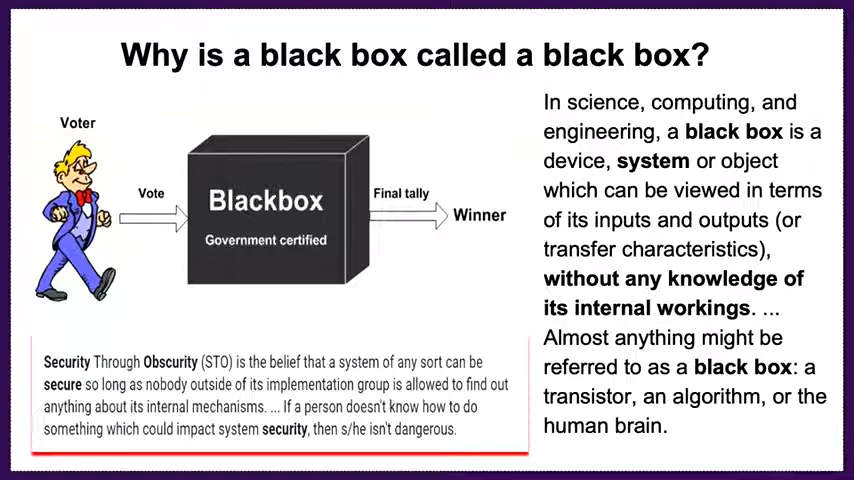 Why is a black box called a black box?
Voter
Vote
Blackbox
Government certified
Final tally
Winner
Security Through Obscurity (STO) is the belief that a system of any sort can be
secure so long as nobody outside of its implementation group is allowed to find out
anything about its internal mechanisms. ... If a person doesn't know how to do
something which could impact system security, then s/he isn't dangerous.
In science, computing, and
engineering, a black box is a
device, system or object
which can be viewed in terms
of its inputs and outputs (or
transfer characteristics),
without any knowledge of
its internal workings. ...
Almost anything might be
referred to as a black box: a
transistor, an algorithm, or the
human brain.